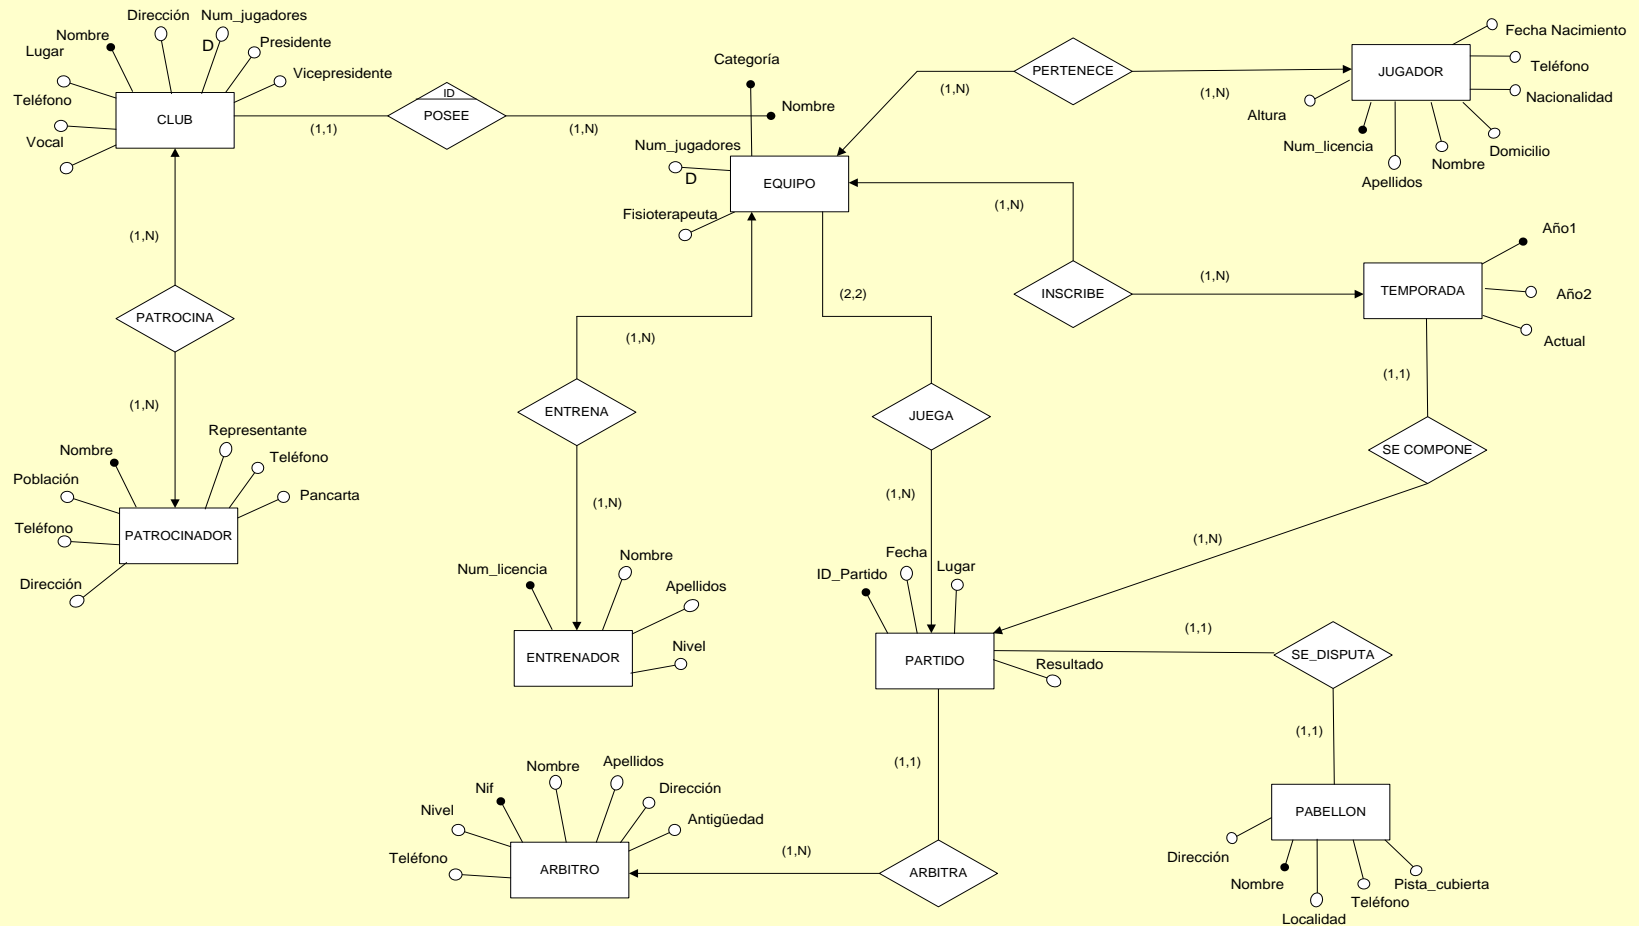 Dirección
Num_jugadores
Nombre
D
Presidente
Lugar
Vicepresidente
Teléfono
CLUB
Vocal
(1,1)
ID
POSEE
(1,N)
Categoría
Nombre
Num_jugadores
D
EQUIPO
Fisioterapeuta
(1,N)
PERTENECE
(1,N)
Fecha Nacimiento
JUGADOR
Teléfono
Nacionalidad
Altura
Num_licencia
Nombre
Domicilio
Apellidos
(1,N)
INSCRIBE
(1,N)
Año1
TEMPORADA
Año2
Actual
(1,N)
PATROCINA
(1,N)
(2,2)
(1,N)
ENTRENA
JUEGA
(1,1)
SE COMPONE
Representante
Nombre
Teléfono
Población
Pancarta
Teléfono
PATROCINADOR
Dirección
(1,N)
(1,N)
(1,N)
Num_licencia
Nombre
Apellidos
Nivel
ENTRENADOR
Fecha
ID_Partido
Lugar
PARTIDO
Resultado
(1,1)
SE_DISPUTA
(1,1)
(1,1)
Nombre
Apellidos
Nif
Dirección
Nivel
Antigüedad
Teléfono
ARBITRO
(1,N)
ARBITRA
PABELLON
Dirección
Nombre
Pista_cubierta
Teléfono
Localidad